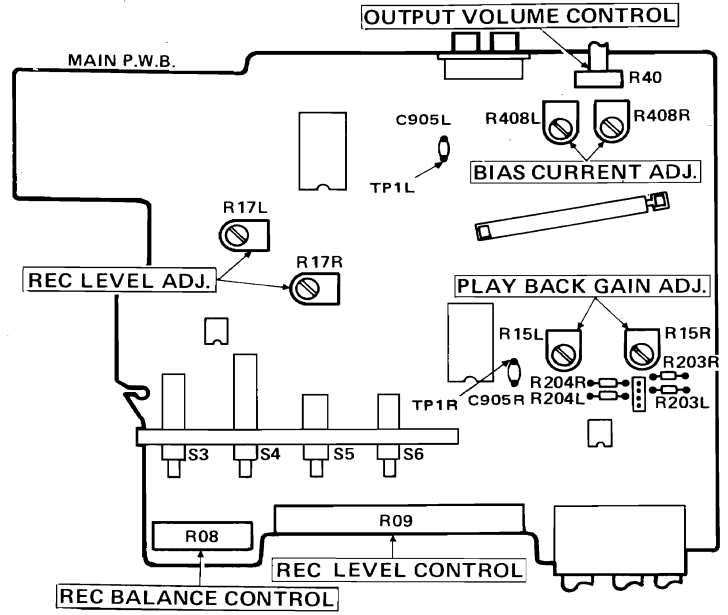 OUTPUT VOLUME CONTROL
MAIN P.W.B.
R40
C905L
R408L
R408R
TP1L
BIAS CURRENT ADJ.
R17L
R17R
REC LEVEL ADJ.
PLAY BACK GAIN ADJ.
R15L
R15R
R203R
R204R
R204L
R203L
TP1R
C905R
S3
S4
S5
S6
R08
R09
REC LEVEL CONTROL
REC BALANCE CONTROL